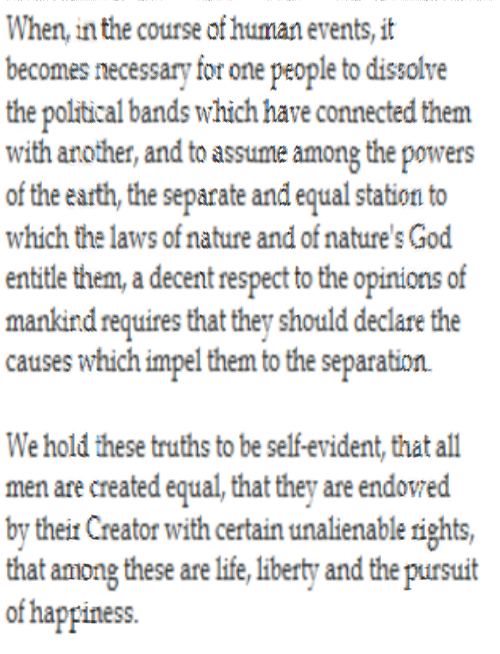 When, in the course of human events, it
becomes necessary for one people to dissolve
the political bands which have connected them
with another, and to assume among the powers
of the earth, the separate and equal station to
which the laws of nature and of nature's God
entitle them, a decent respect to the opinions of
mankind requires that they should declare the
causes which impel them to the separation.

We hold these truths to be self-evident, that all
men are created equal, that they are endowed
by their Creator with certain unalienable rights,
that among these are life, liberty and the pursuit
of happiness.